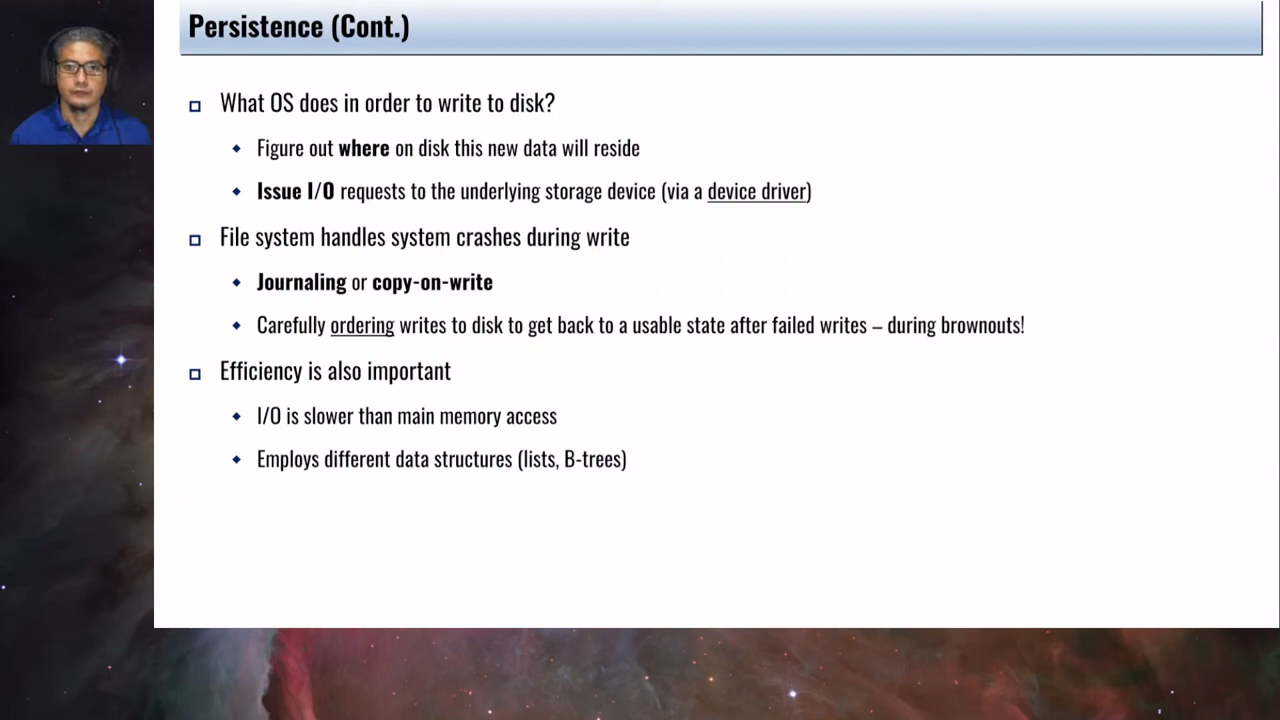 Persistence (Cont.)
What OS does in order to write to disk?
Figure out where on disk this new data will reside
Issue I/O requests to the underlying storage device (via a device driver)
File system handles system crashes during write
Journaling or copy-on-write
Carefully ordering writes to disk to get back to a usable state after failed writes – during brownouts!
Efficiency is also important
I/O is slower than main memory access
Employs different data structures (lists, B-trees)